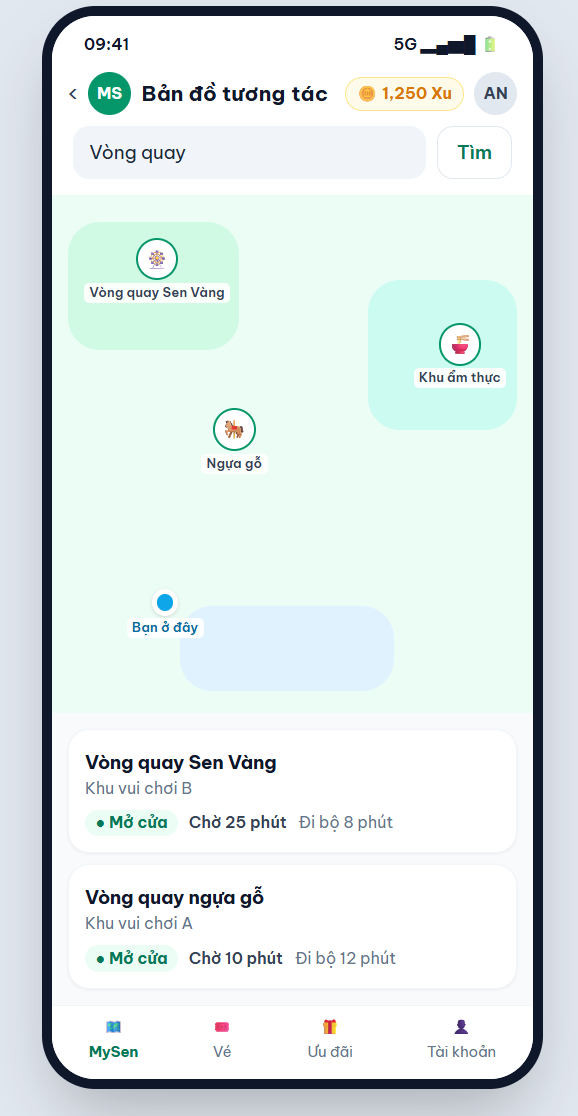 09:41
5G
‹ MS Bản đồ tương tác 1,250 Xu AN
Vòng quay Tìm
Vòng quay Sen Vàng
Khu ẩm thực
Ngựa gỗ
Bạn ở đây
Vòng quay Sen Vàng
Khu vui chơi B
● Mở cửa Chờ 25 phút Đi bộ 8 phút
Vòng quay ngựa gỗ
Khu vui chơi A
● Mở cửa Chờ 10 phút Đi bộ 12 phút
MySen Vé Ưu đãi Tài khoản